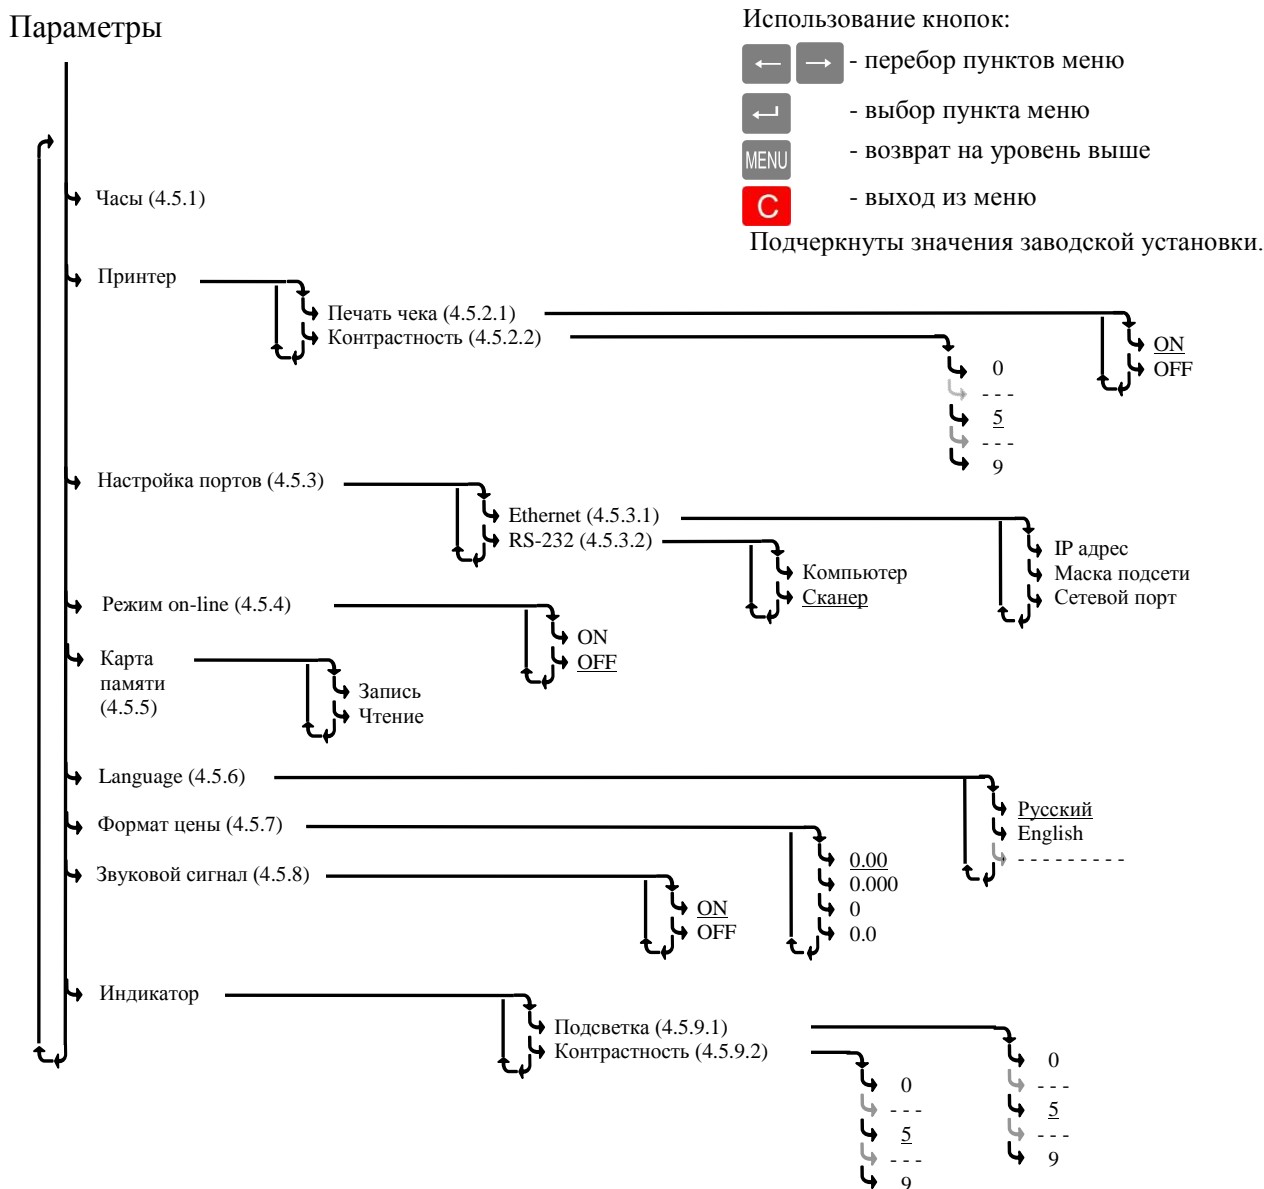 Параметры
Использование кнопок:
← → - перебор пунктов меню
- выбор пункта меню
MENU - возврат на уровень выше
C - выход из меню
Подчеркнуты значения заводской установки.
Часы (4.5.1)
Принтер
Печать чека (4.5.2.1)
Контрастность (4.5.2.2)
ON
OFF
0
- - -
5
- - -
9
Настройка портов (4.5.3)
Ethernet (4.5.3.1)
RS-232 (4.5.3.2)
IP адрес
Маска подсети
Сетевой порт
Компьютер
Сканер
Режим on-line (4.5.4)
ON
OFF
Карта
памяти
(4.5.5)
Запись
Чтение
Language (4.5.6)
Русский
English
- - - - - - - - -
Формат цены (4.5.7)
0.00
0.000
0
0.0
Звуковой сигнал (4.5.8)
ON
OFF
Индикатор
Подсветка (4.5.9.1)
Контрастность (4.5.9.2)
0
- - -
5
- - -
9
0
- - -
5
- - -
9